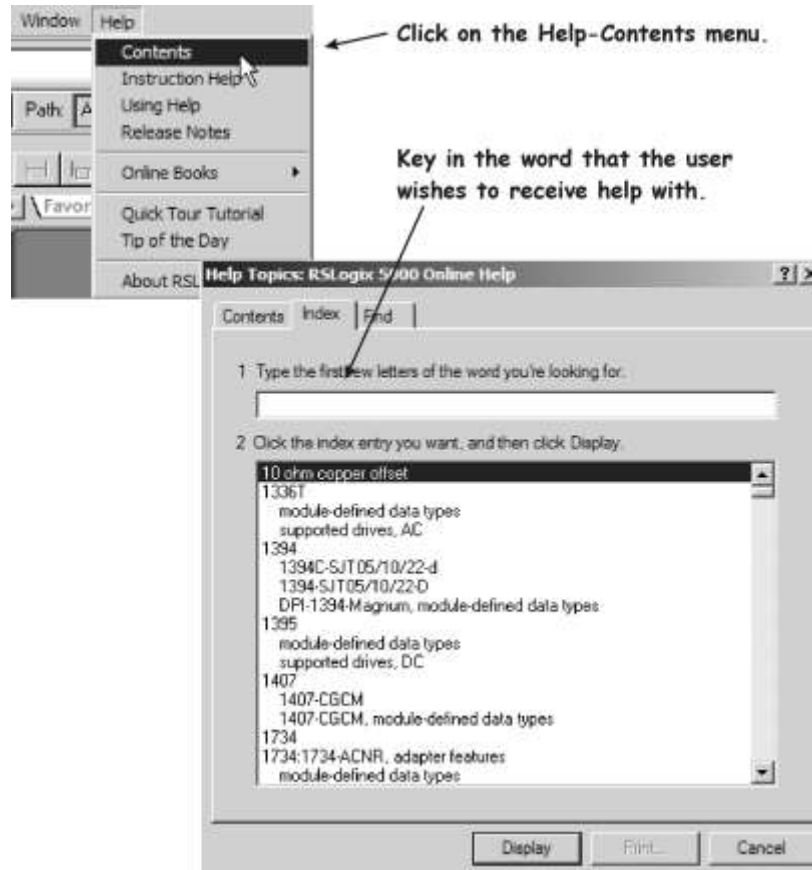 Window Help
Click on the Help-Contents menu.
Contents
Instruction Help
Using Help
Release Notes
Path: A
Online Books
Favor
Quick Tour Tutorial
Tip of the Day
About RSL
Key in the word that the user
wishes to receive help with.
Help Topics: RSLogix 5000 Online Help
Contents Index Find
1 Type the first few letters of the word you're looking for.
2 Click the index entry you want, and then click Display.
10 ohm copper offset
1336T
module-defined data types
supported drives, AC
1394
1394C-SJT05/10/22-d
1394-SJT05/10/22-D
DPI-1394-Magnum, module-defined data types
1395
module-defined data types
supported drives, DC
1407
1407-CGCM
1407-CGCM, module-defined data types
1734
1734:1734-ACNR, adapter features
module-defined data types
Display Print... Cancel